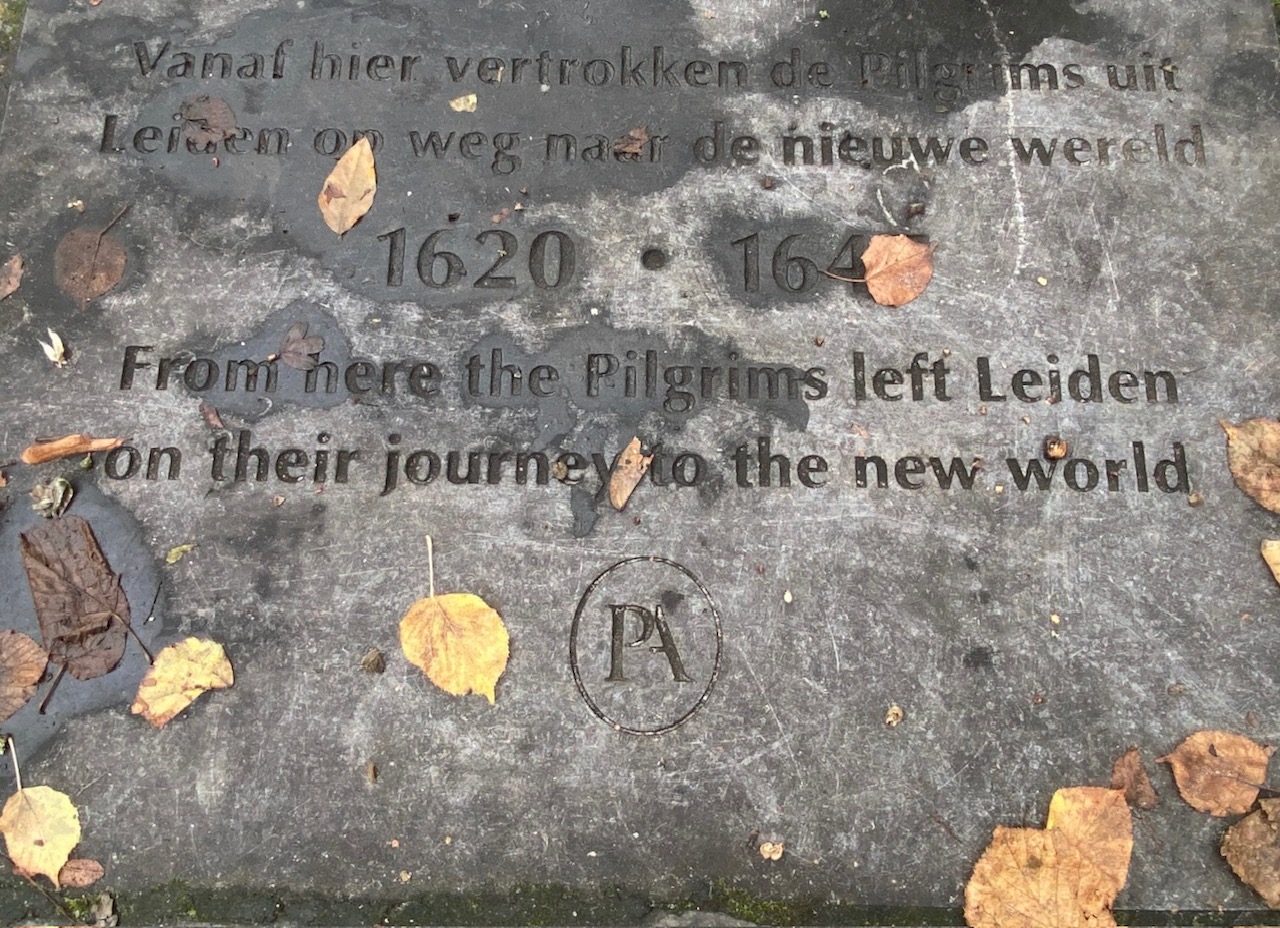 Vanaf hier vertrokken de Pilgrims uit
Leiden op weg naar de nieuwe wereld
1620 •
From here the Pilgrims left Leiden
on their journey to the new world
PA